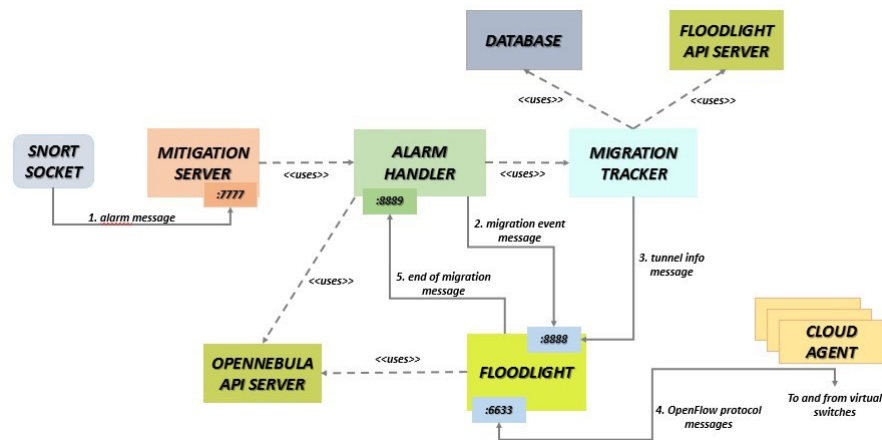 DATABASE
FLOODLIGHT
API SERVER
<<uses>>
<<uses>>
SNORT
SOCKET
MITIGATION
SERVER
:7777
<<uses>>
ALARM
HANDLER
:8889
<<uses>>
MIGRATION
TRACKER
1. alarm message
2. migration event
message
3. tunnel info
message
<<uses>>
5. end of migration
message
:8888
CLOUD
AGENT
OPENNEBULA
API SERVER
<<uses>>
FLOODLIGHT
:6633
4. OpenFlow protocol
messages
To and from virtual
switches